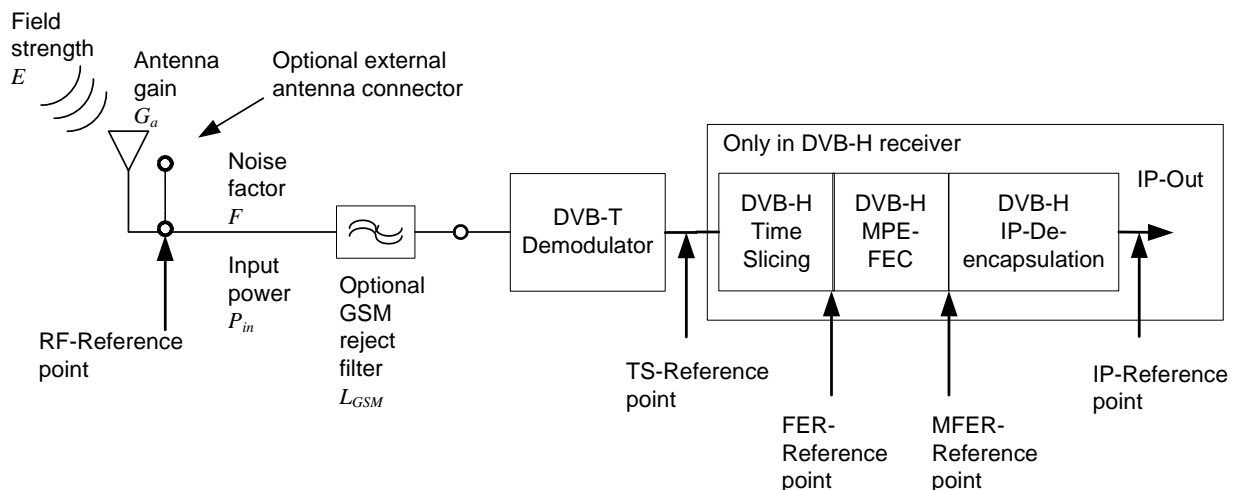 Field
strength
E
Antenna
gain
Ga
Optional external
antenna connector
Only in DVB-H receiver
IP-Out
Noise
factor
F
DVB-T
Demodulator
DVB-H
Time
Slicing
DVB-H
MPE-
FEC
DVB-H
IP-De-
encapsulation
Input
power
Pin
Optional
GSM
reject
filter
LGSM
RF-Reference
point
TS-Reference
point
IP-Reference
point
FER-
Reference
point
MFER-
Reference
point